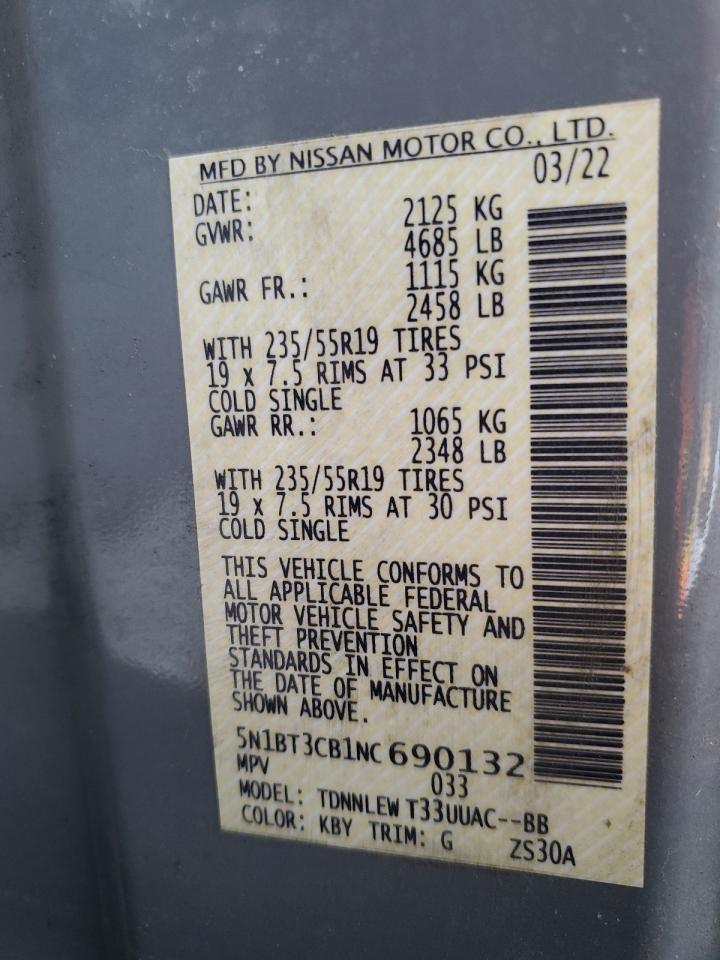 MFD BY NISSAN MOTOR CO., LTD.
DATE: 03/22
GVWR: 2125 KG
4685 LB
GAWR FR.: 1115 KG
2458 LB
WITH 235/55R19 TIRES
19 x 7.5 RIMS AT 33 PSI
COLD SINGLE
GAWR RR.: 1065 KG
2348 LB
WITH 235/55R19 TIRES
19 x 7.5 RIMS AT 30 PSI
COLD SINGLE
THIS VEHICLE CONFORMS TO
ALL APPLICABLE FEDERAL
MOTOR VEHICLE SAFETY AND
THEFT PREVENTION
STANDARDS IN EFFECT ON
THE DATE OF MANUFACTURE
SHOWN ABOVE.
5N1BT3CB1NC690132
MPV 033
MODEL: TDNNLEW T33UUAC--BB
COLOR: KBY TRIM: G ZS30A